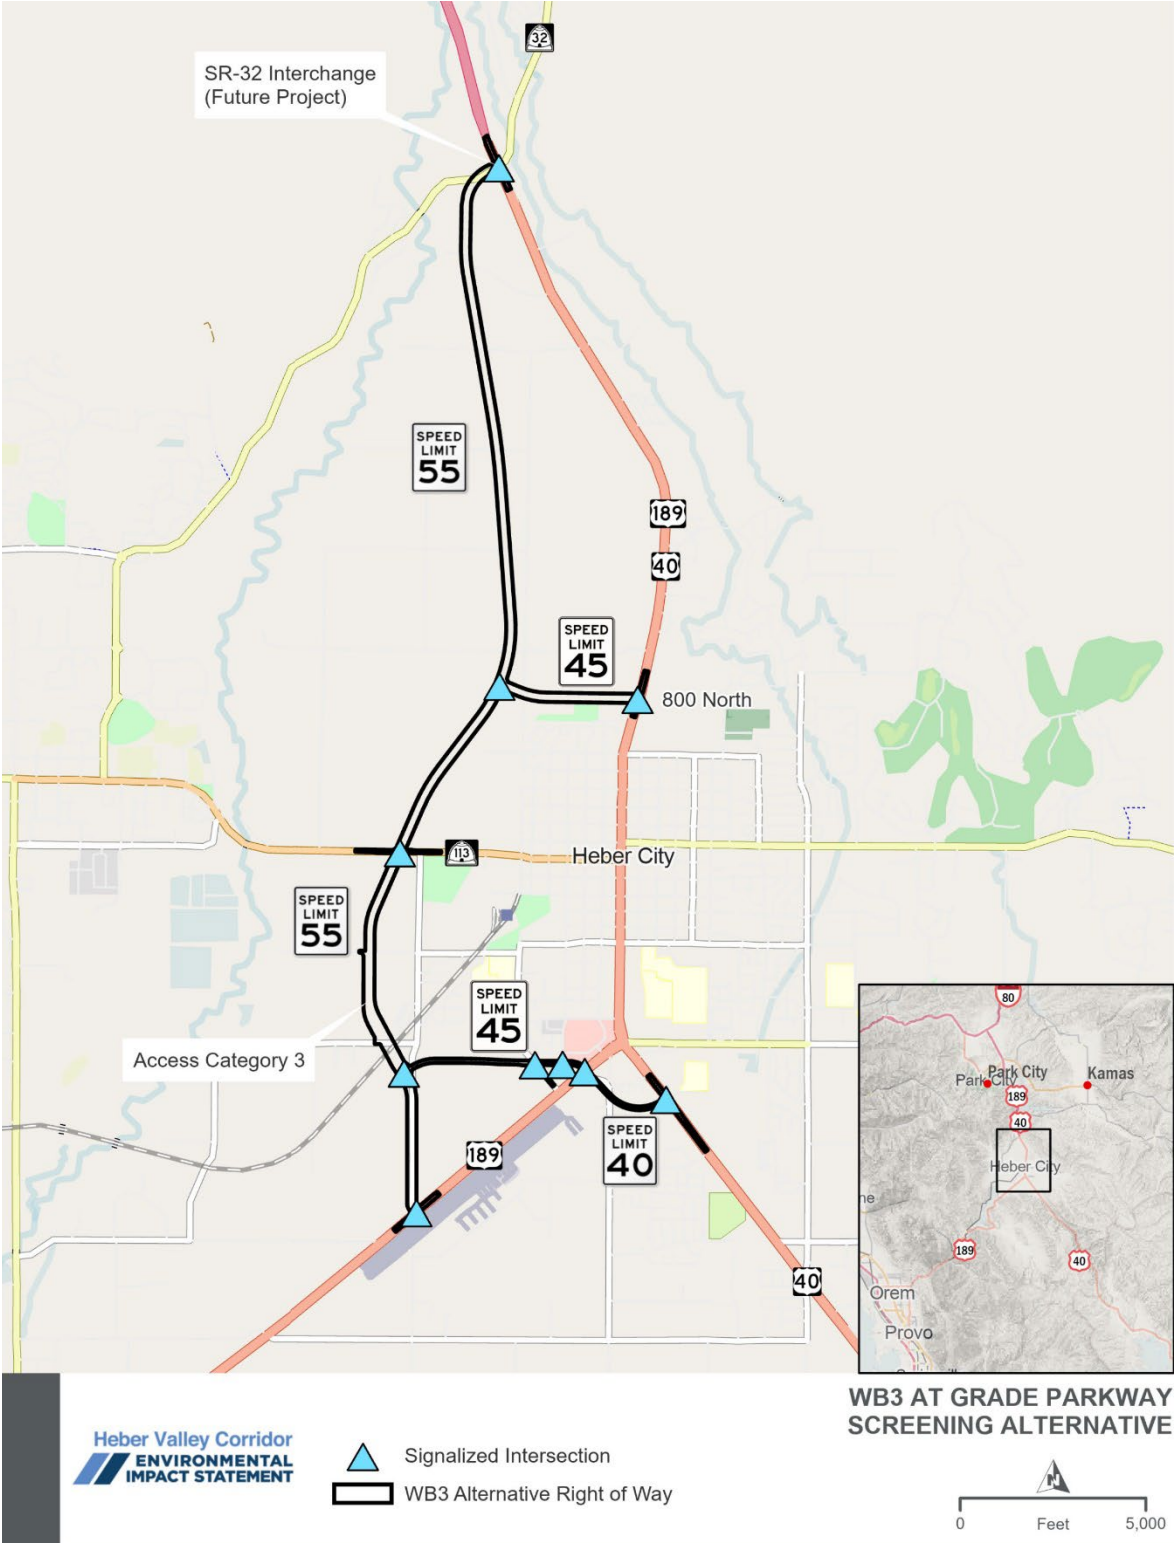 32
SR-32 Interchange
(Future Project)
SPEED
LIMIT
55
189
40
SPEED
LIMIT
45
800 North
113
Heber City
SPEED
LIMIT
55
SPEED
LIMIT
45
Access Category 3
SPEED
LIMIT
40
189
40
80
Park City
Park City
Kamas
189
40
Heber City
ne
189
40
Orem
Provo
WB3 AT GRADE PARKWAY
SCREENING ALTERNATIVE
Heber Valley Corridor
ENVIRONMENTAL
IMPACT STATEMENT
Signalized Intersection
WB3 Alternative Right of Way
N
0 Feet 5,000